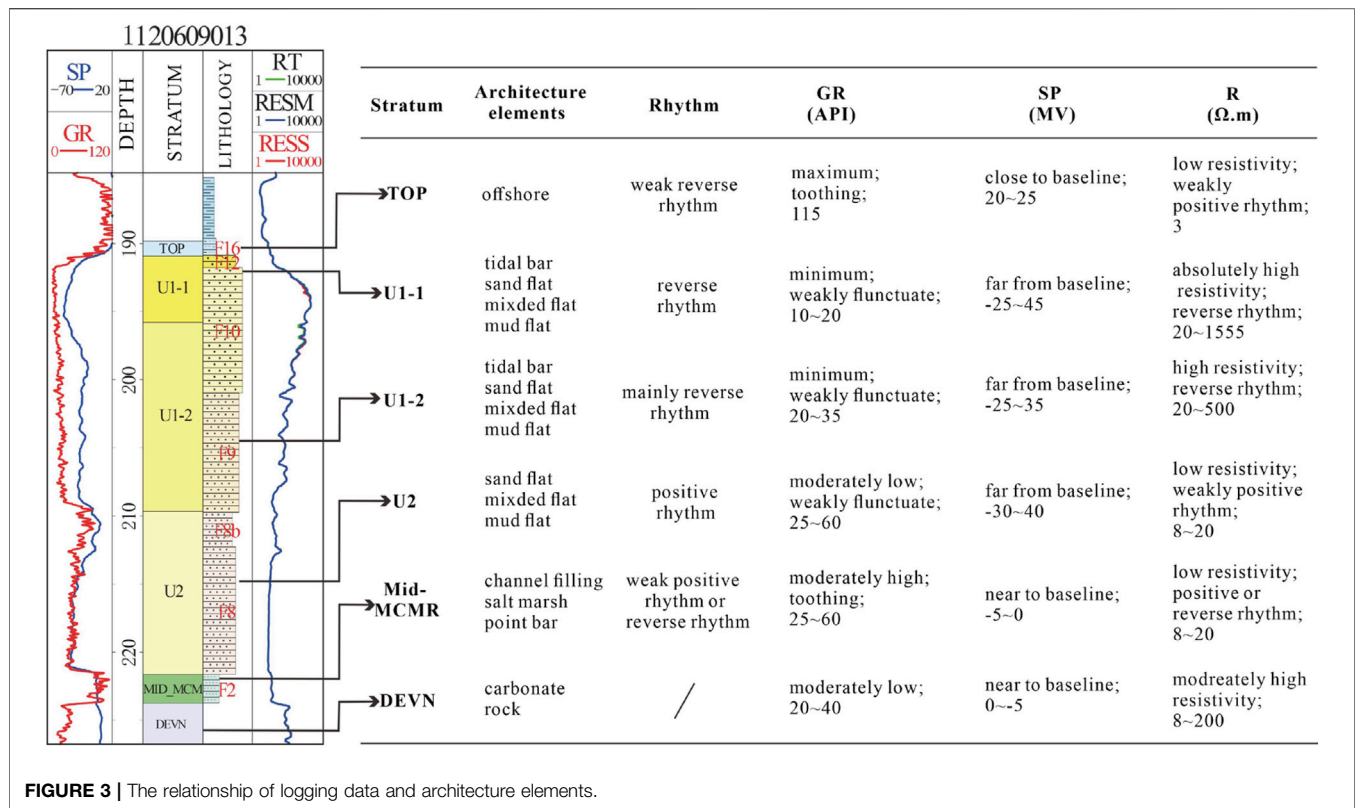 1120609013
SP
-70 20
GR
0 120
DEPTH
STRATUM
LITHOLOGY
RT
1 10000
RESM
1 10000
RESS
1 10000
190
200
210
220
TOP
U1-1
U1-2
U2
MID_MCM
DEVN
F16
F12
F10
F9
F8b
F8
F2
Stratum
Architecture
elements
Rhythm
GR
(API)
SP
(MV)
R
(Ω.m)
TOP
offshore
weak reverse
rhythm
maximum;
toothing;
115
close to baseline;
20~25
low resistivity;
weakly
positive rhythm;
3
U1-1
tidal bar
sand flat
mixded flat
mud flat
reverse
rhythm
minimum;
weakly flunctuate;
10~20
far from baseline;
-25~45
absolutely high
resistivity;
reverse rhythm;
20~1555
U1-2
tidal bar
sand flat
mixded flat
mud flat
mainly reverse
rhythm
minimum;
weakly flunctuate;
20~35
far from baseline;
-25~35
high resistivity;
reverse rhythm;
20~500
U2
sand flat
mixded flat
mud flat
positive
rhythm
moderately low;
weakly flunctuate;
25~60
far from baseline;
-30~40
low resistivity;
weakly positive
rhythm;
8~20
Mid-
MCMR
channel filling
salt marsh
point bar
weak positive
rhythm or
reverse rhythm
moderately high;
toothing;
25~60
near to baseline;
-5~0
low resistivity;
positive or
reverse rhythm;
8~20
DEVN
carbonate
rock
/
moderately low;
20~40
near to baseline;
0~-5
modreately high
resistivity;
8~200
FIGURE 3 | The relationship of logging data and architecture elements.